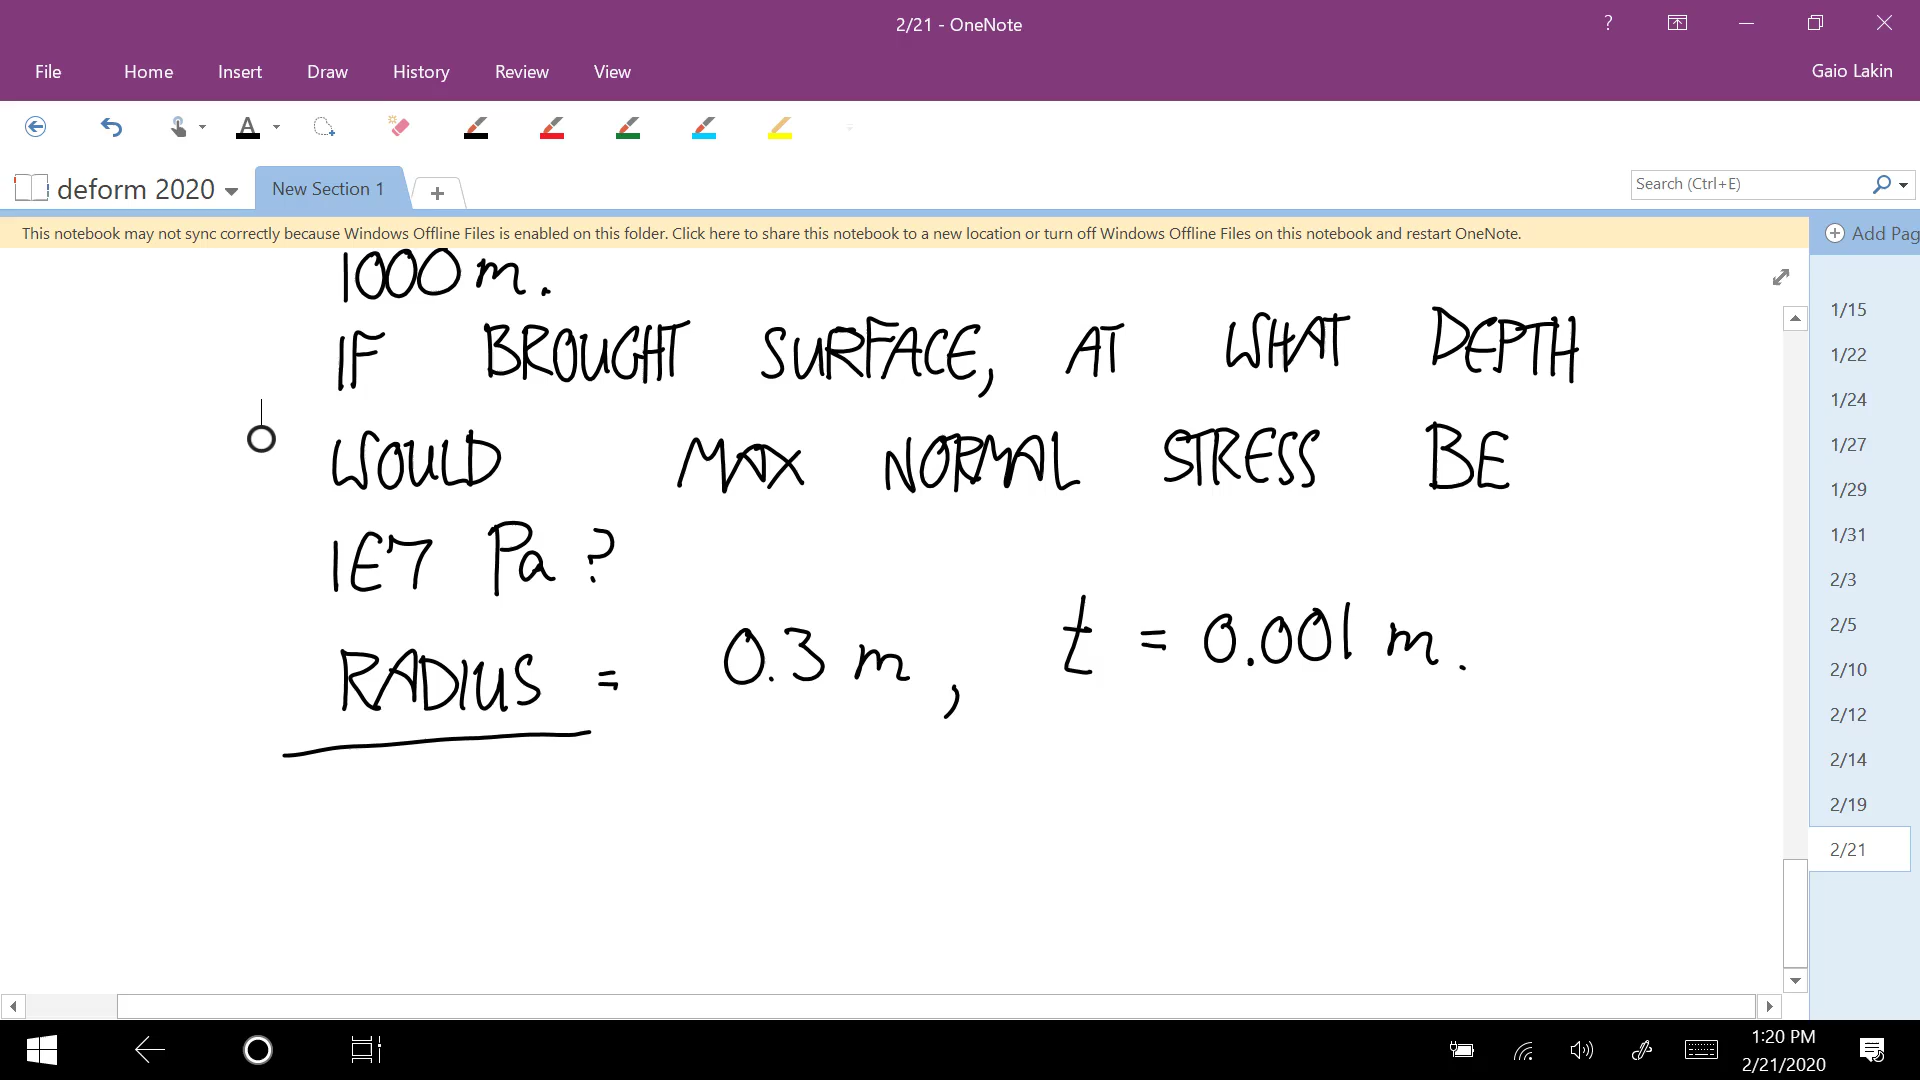 2/21 - OneNote
?
File Home Insert Draw History Review View
Gaio Lakin
A
deform 2020
New Section 1
+
Search (Ctrl+E)
This notebook may not sync correctly because Windows Offline Files is enabled on this folder. Click here to share this notebook to a new location or turn off Windows Offline Files on this notebook and restart OneNote.
Add Pag
1000 m.
IF BROUGHT SURFACE, AT WHAT DEPTH
WOULD MAX NORMAL STRESS BE
1E7 Pa?
RADIUS = 0.3 m, t = 0.001 m.
1/15
1/22
1/24
1/27
1/29
1/31
2/3
2/5
2/10
2/12
2/14
2/19
2/21
1:20 PM
2/21/2020